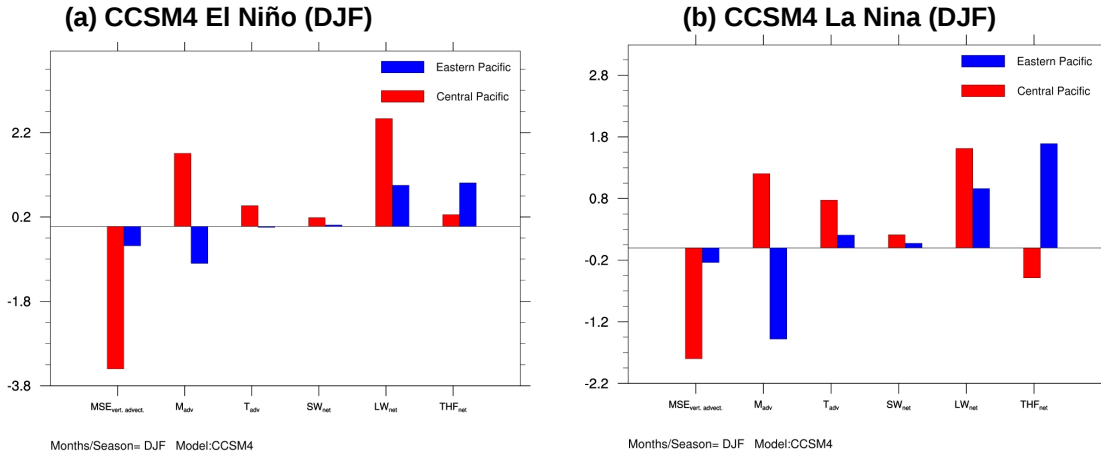 (a) CCSM4 El Niño (DJF)
Eastern Pacific
Central Pacific
2.2
0.2
-1.8
-3.8
MSEvert. advect. Madv Tadv SWnet LWnet THFnet
Months/Season= DJF Model:CCSM4
(b) CCSM4 La Nina (DJF)
Eastern Pacific
Central Pacific
2.8
1.8
0.8
-0.2
-1.2
-2.2
MSEvert. advect. Madv Tadv SWnet LWnet THFnet
Months/Season= DJF Model:CCSM4